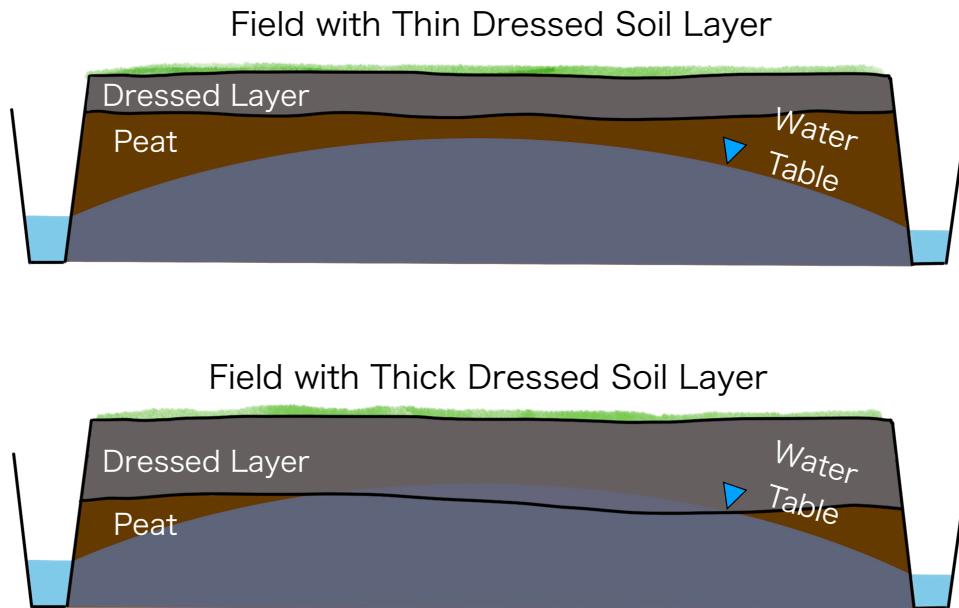 Field with Thin Dressed Soil Layer
Dressed Layer
Peat
Water
Table
Field with Thick Dressed Soil Layer
Dressed Layer
Peat
Water
Table